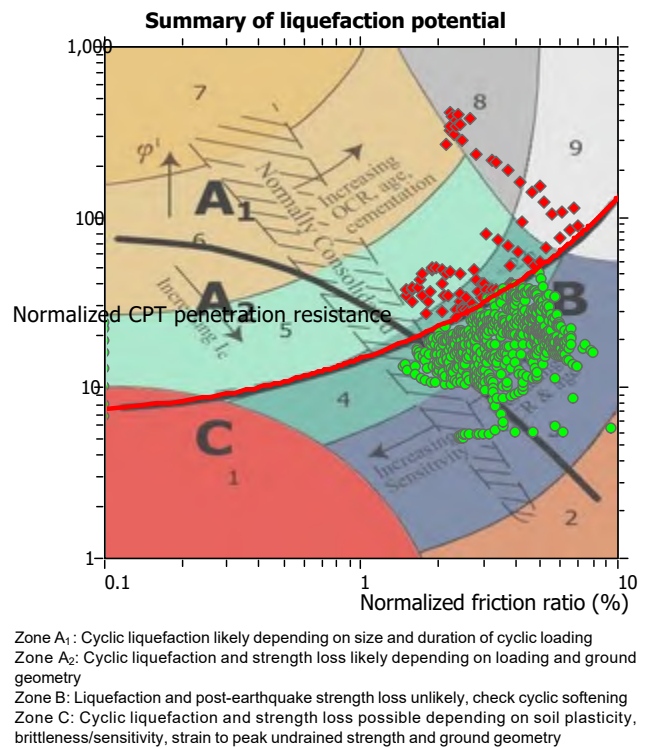 Summary of liquefaction potential
1,000
7
8
9
φ'
Increasing
OCR, age,
cementation
A1
Normally Consolidated
100
6
A2
Increasing Ic
B
Normalized CPT penetration resistance
5
10
4
C
Increasing
Sensitivity
3
1
2
1
0.1
1
10
Normalized friction ratio (%)
Zone A1: Cyclic liquefaction likely depending on size and duration of cyclic loading
Zone A2: Cyclic liquefaction and strength loss likely depending on loading and ground
geometry
Zone B: Liquefaction and post-earthquake strength loss unlikely, check cyclic softening
Zone C: Cyclic liquefaction and strength loss possible depending on soil plasticity,
brittleness/sensitivity, strain to peak undrained strength and ground geometry